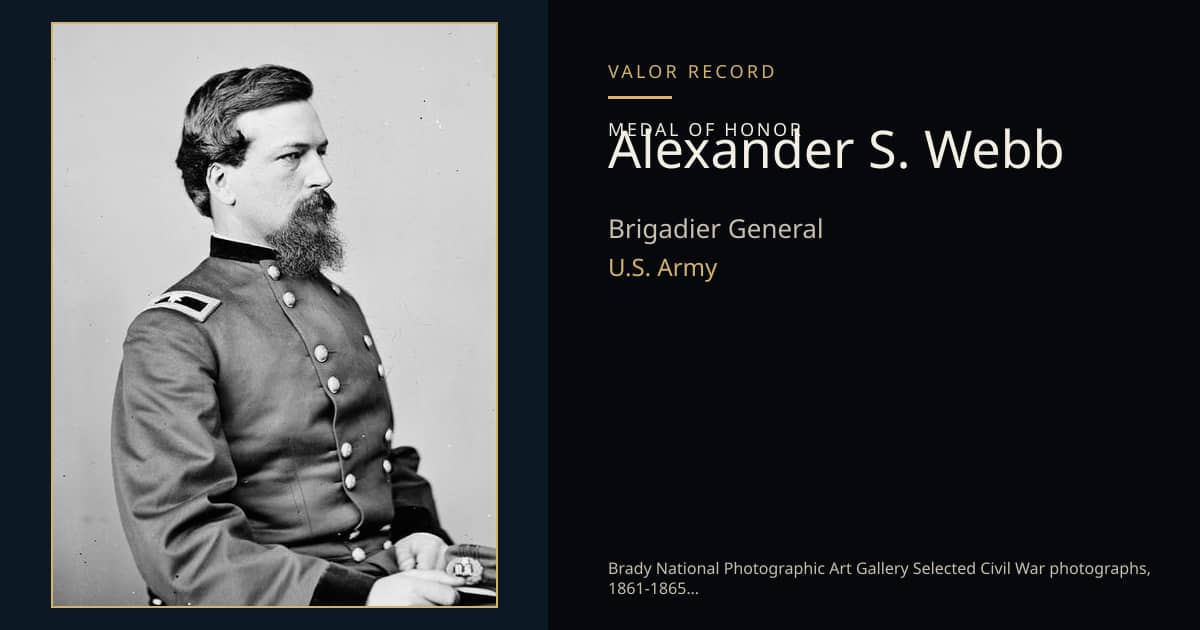 VALOR RECORD
MEDAL OF HONOR
Alexander S. Webb
Brigadier General
U.S. Army
Brady National Photographic Art Gallery Selected Civil War photographs,
1861-1865...